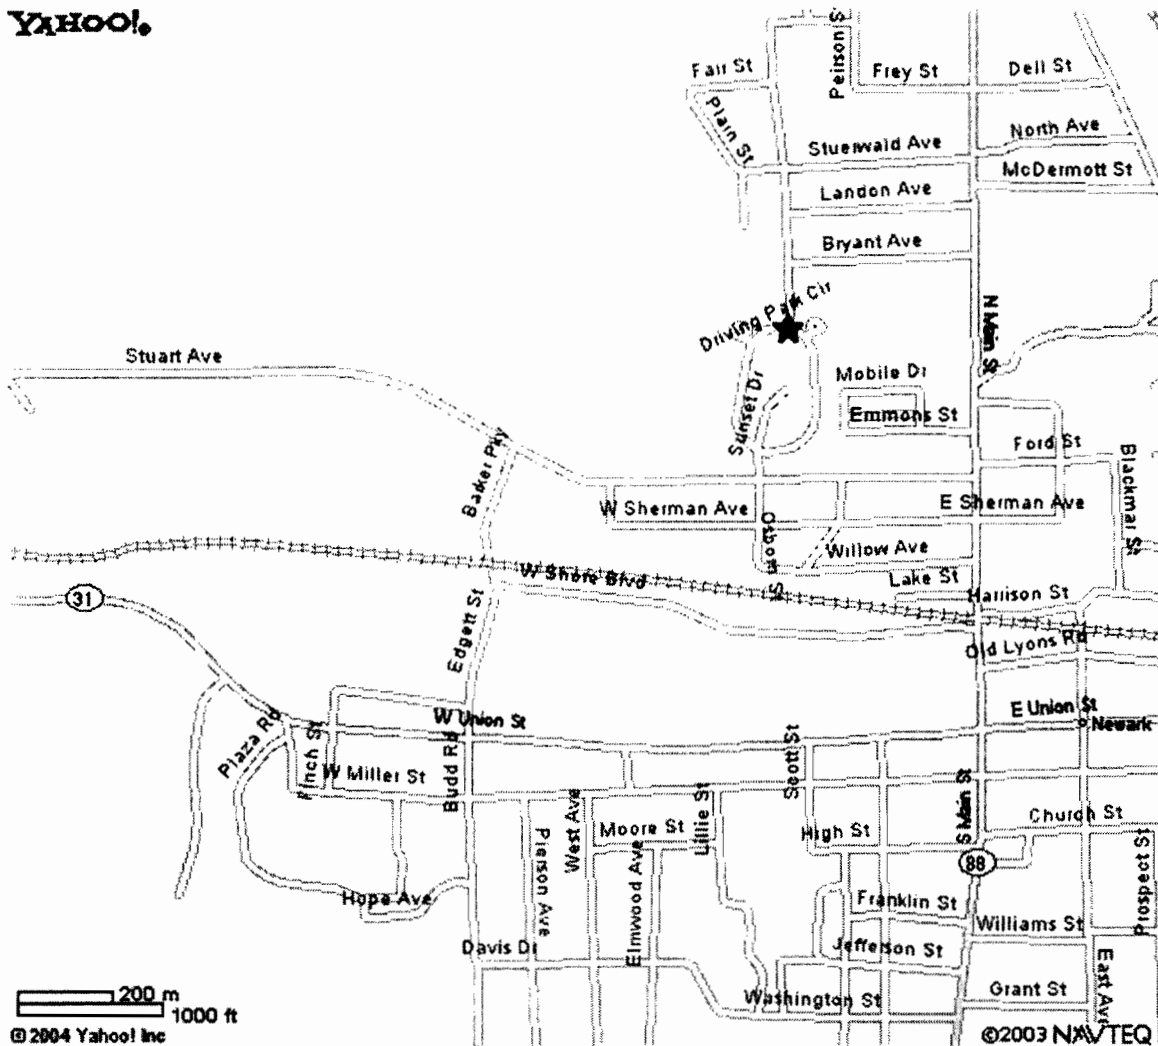 YAHOO!
Fair St
Peirson St
Frey St
Dell St
Plain St
Stuerwald Ave
North Ave
McDermott St
Landon Ave
Bryant Ave
Driving Park Cir
N Main St
Stuart Ave
Mobile Dr
Sunset Dr
Emmons St
Ford St
Barker Pky
Blackmar St
W Sherman Ave
E Sherman Ave
Osborn St
Willow Ave
W Shore Blvd
Lake St
Harrison St
31
Edgett St
Old Lyons Rd
W Union St
E Union St
Newark
Plaza Rd
Finch St
Budd Rd
Scott St
W Miller St
S Main St
West Ave
Lillie St
Church St
Moore St
High St
Pierson Ave
Elmwood Ave
88
Prospect St
Hope Ave
Franklin St
Williams St
Davis Dr
Jefferson St
East Ave
Grant St
Washington St
200 m
1000 ft
©2004 Yahoo! Inc
©2003 NAVTEQ